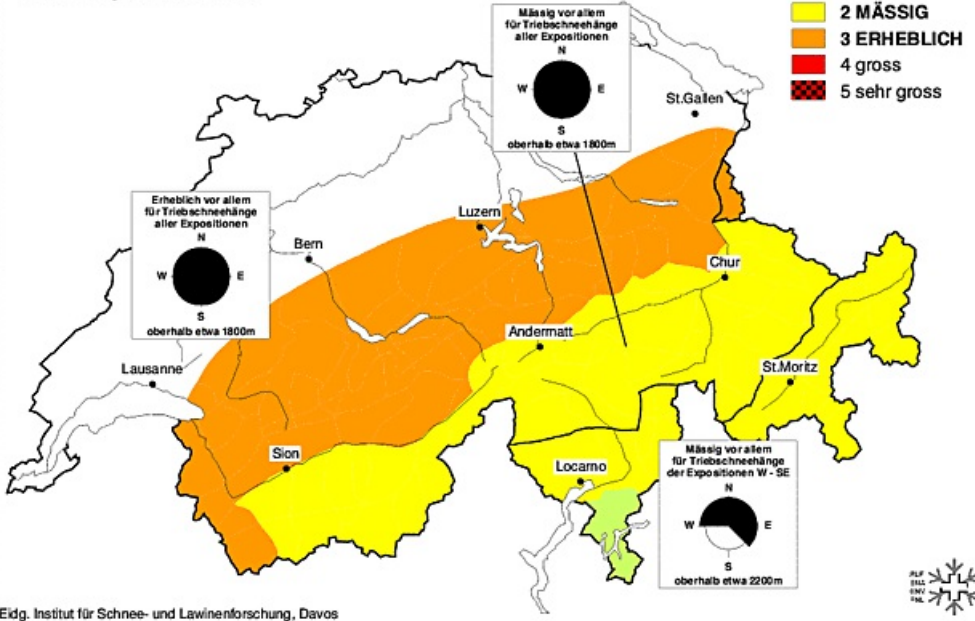 Mässig vor allem
für Triebschneehänge
aller Expositionen
N
W E
S
oberhalb etwa 1800m
2 MÄSSIG
3 ERHEBLICH
4 gross
5 sehr gross
St.Gallen
Erheblich vor allem
für Triebschneehänge
aller Expositionen
N
W E
S
oberhalb etwa 1800m
Luzern
Bern
Chur
Andermatt
Lausanne
St.Moritz
Sion
Locarno
Mässig vor allem
für Triebschneehänge
der Expositionen W - SE
N
W E
S
oberhalb etwa 2200m
Eidg. Institut für Schnee- und Lawinenforschung, Davos